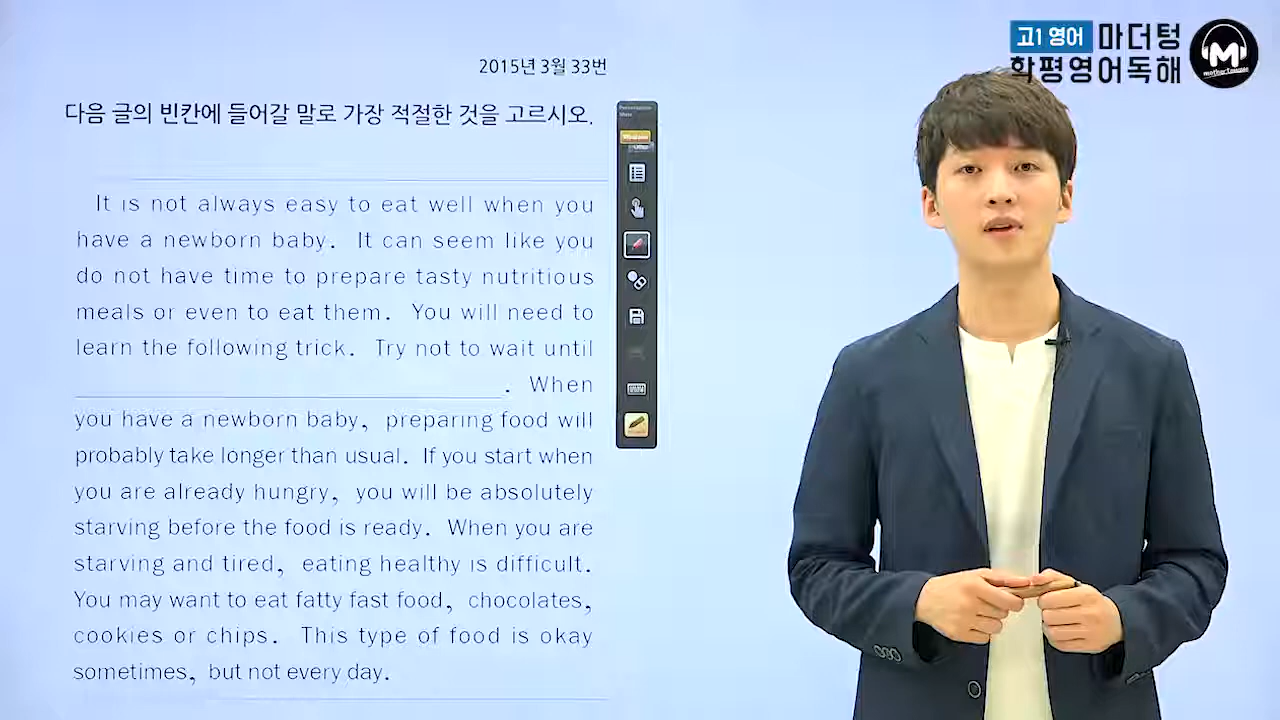 고1 영어 마더텅
학평영어독해
M
2015년 3월 33번
다음 글의 빈칸에 들어갈 말로 가장 적절한 것을 고르시오.
It is not always easy to eat well when you
have a newborn baby. It can seem like you
do not have time to prepare tasty nutritious
meals or even to eat them. You will need to
learn the following trick. Try not to wait until
. When
you have a newborn baby, preparing food will
probably take longer than usual. If you start when
you are already hungry, you will be absolutely
starving before the food is ready. When you are
starving and tired, eating healthy is difficult.
You may want to eat fatty fast food, chocolates,
cookies or chips. This type of food is okay
sometimes, but not every day.